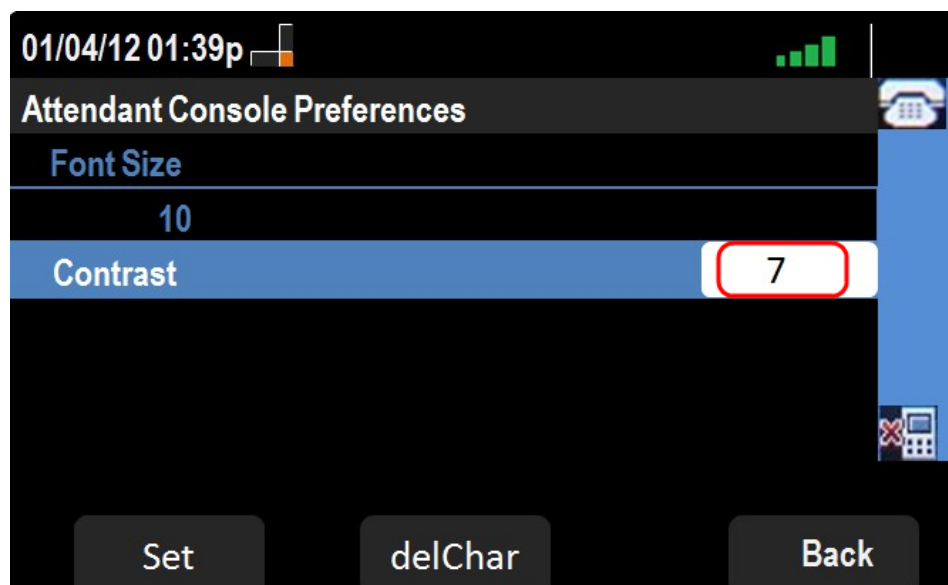 01/04/12 01:39p
Attendant Console Preferences
Font Size
10
Contrast 7
Set delChar Back